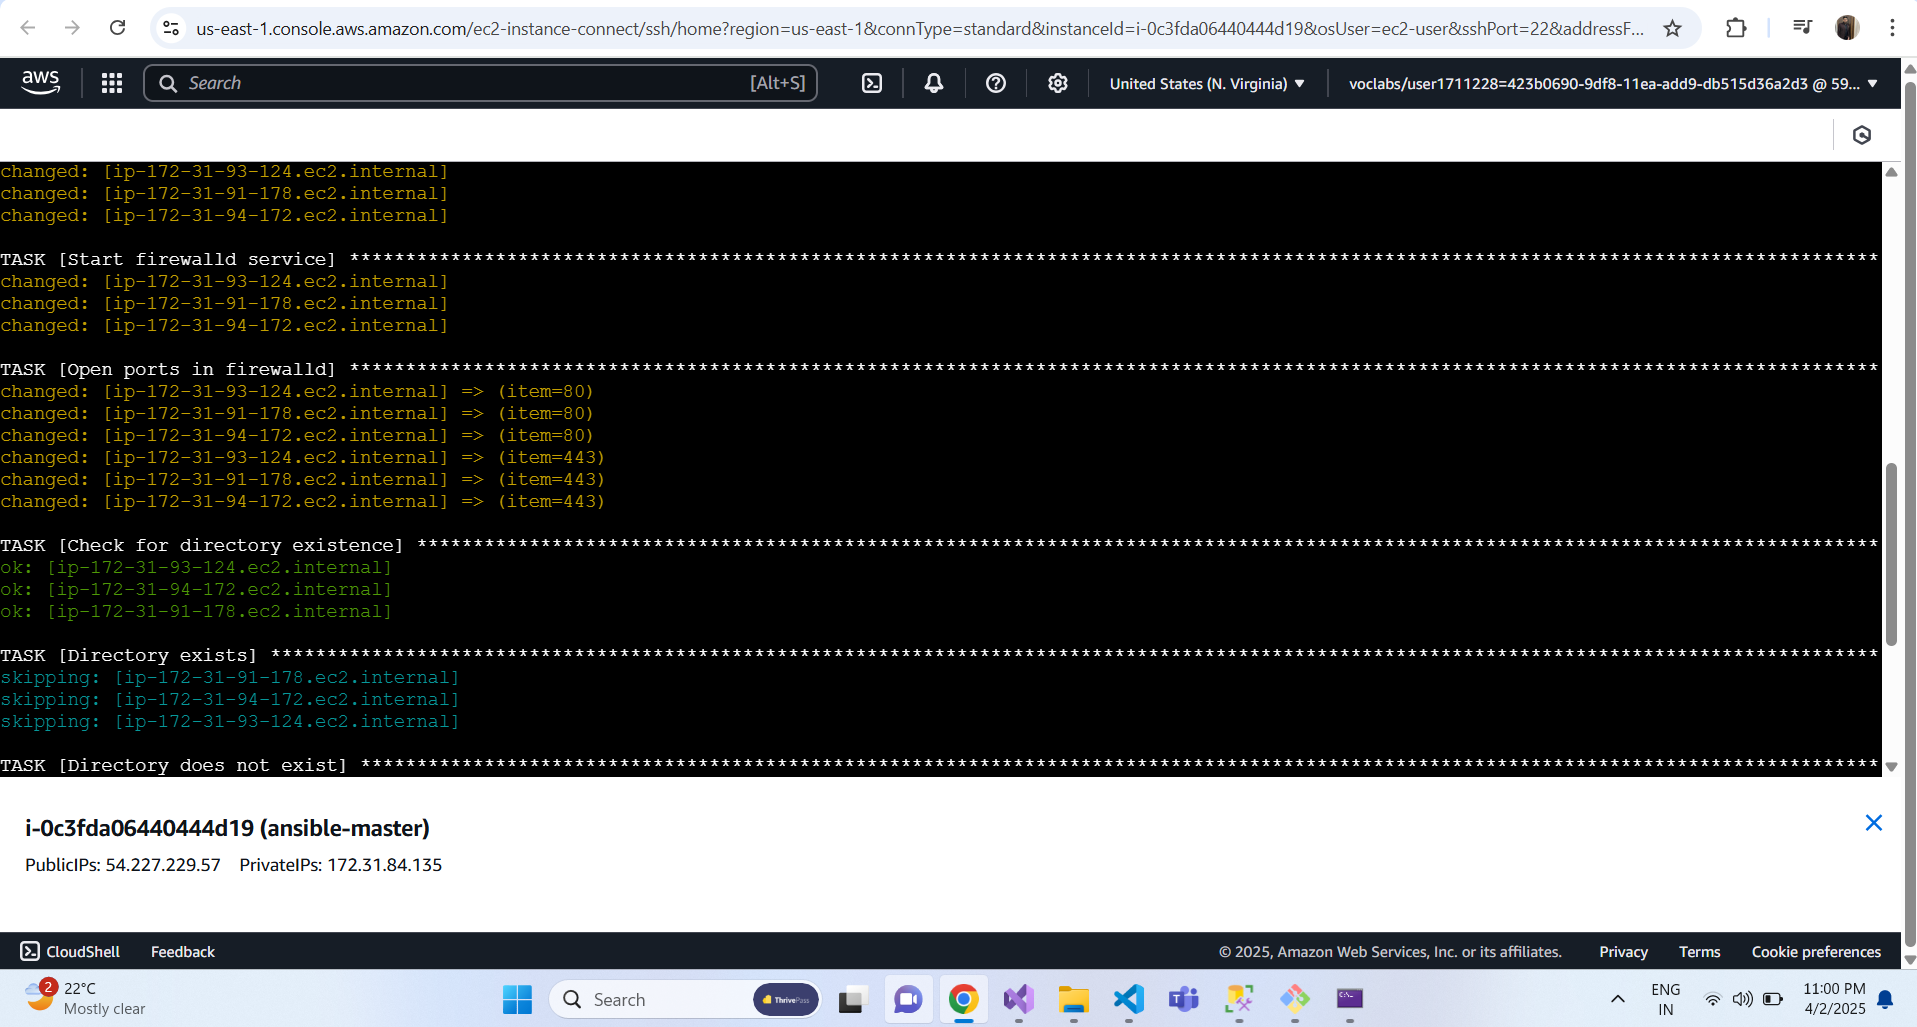 us-east-1.console.aws.amazon.com/ec2-instance-connect/ssh/home?region=us-east-1&connType=standard&instanceId=i-0c3fda06440444d19&osUser=ec2-user&sshPort=22&addressF...
aws Search [Alt+S] United States (N. Virginia) voclabs/user1711228=423b0690-9df8-11ea-add9-db515d36a2d3 @ 59...
changed: [ip-172-31-93-124.ec2.internal]
changed: [ip-172-31-91-178.ec2.internal]
changed: [ip-172-31-94-172.ec2.internal]
TASK [Start firewalld service] ****************************************************************************************************************************************
changed: [ip-172-31-93-124.ec2.internal]
changed: [ip-172-31-91-178.ec2.internal]
changed: [ip-172-31-94-172.ec2.internal]
TASK [Open ports in firewalld] ****************************************************************************************************************************************
changed: [ip-172-31-93-124.ec2.internal] => (item=80)
changed: [ip-172-31-91-178.ec2.internal] => (item=80)
changed: [ip-172-31-94-172.ec2.internal] => (item=80)
changed: [ip-172-31-93-124.ec2.internal] => (item=443)
changed: [ip-172-31-91-178.ec2.internal] => (item=443)
changed: [ip-172-31-94-172.ec2.internal] => (item=443)
TASK [Check for directory existence] **********************************************************************************************************************************
ok: [ip-172-31-93-124.ec2.internal]
ok: [ip-172-31-94-172.ec2.internal]
ok: [ip-172-31-91-178.ec2.internal]
TASK [Directory exists] ***********************************************************************************************************************************************
skipping: [ip-172-31-91-178.ec2.internal]
skipping: [ip-172-31-94-172.ec2.internal]
skipping: [ip-172-31-93-124.ec2.internal]
TASK [Directory does not exist] ***************************************************************************************************************************************
i-0c3fda06440444d19 (ansible-master)
PublicIPs: 54.227.229.57 PrivateIPs: 172.31.84.135
CloudShell Feedback © 2025, Amazon Web Services, Inc. or its affiliates. Privacy Terms Cookie preferences
2 22°C
Mostly clear
Search ThrivePass
ENG
IN
11:00 PM
4/2/2025